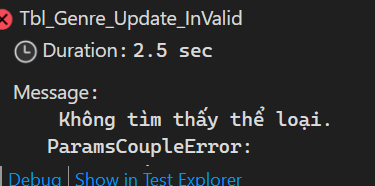 Tbl_Genre_Update_InValid
Duration: 2.5 sec
Message:
Không tìm thấy thể loại.
ParamsCoupleError:
Debug | Show in Test Explorer